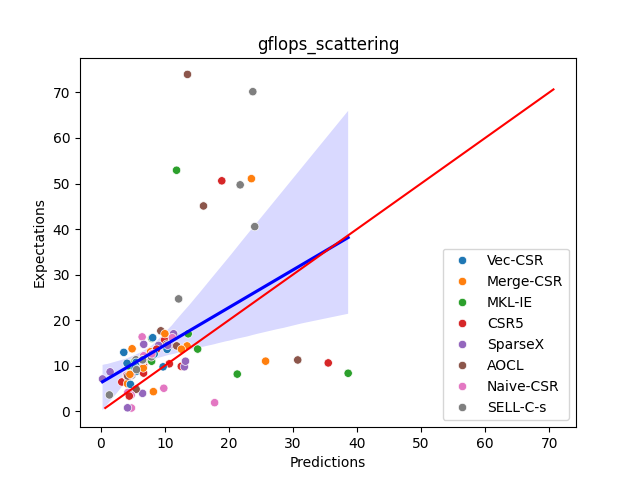 gflops_scattering
Expectations
70
60
50
40
30
20
10
0
0 10 20 30 40 50 60 70
Predictions
Vec-CSR
Merge-CSR
MKL-IE
CSR5
SparseX
AOCL
Naive-CSR
SELL-C-s